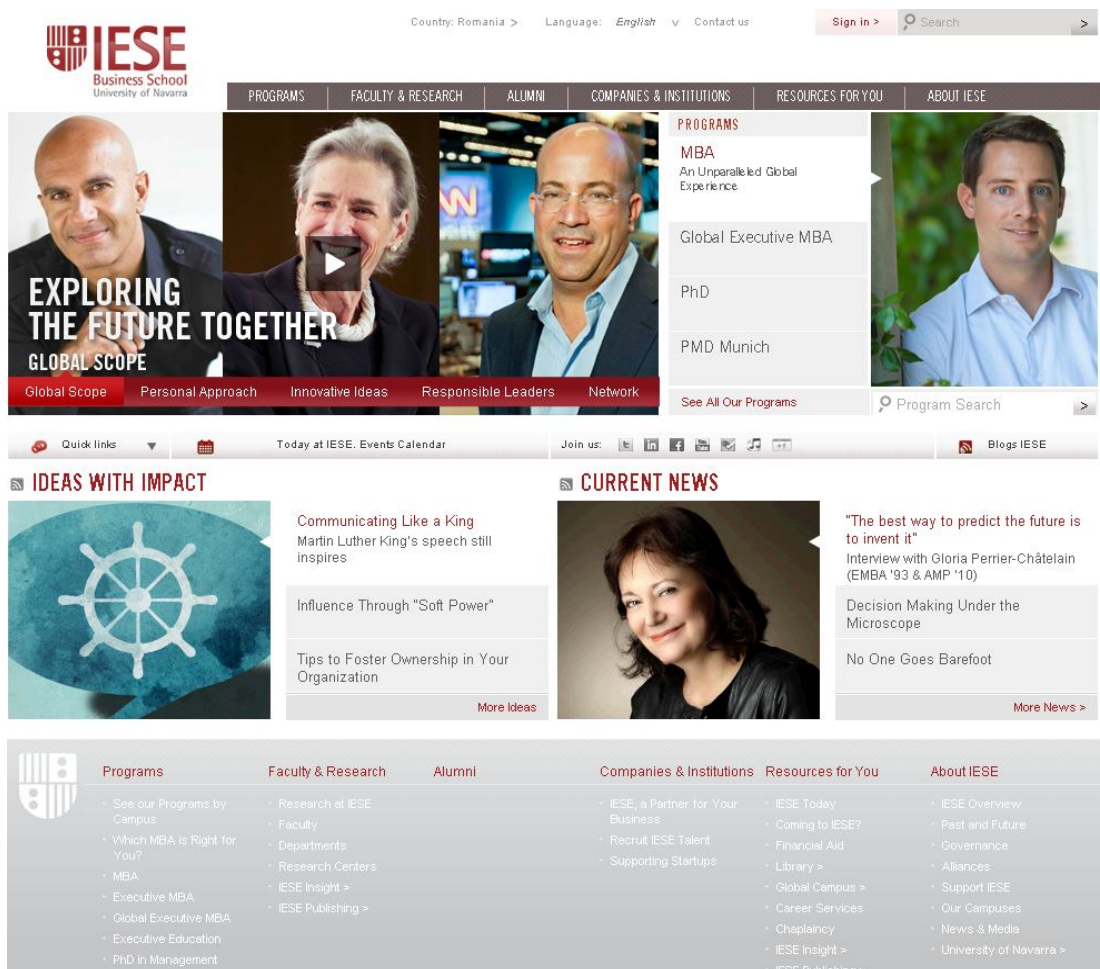 Country: Romania >
Language: English v
Contact us
Sign in >
Search
>
IESE
Business School
University of Navarra
PROGRAMS
FACULTY & RESEARCH
ALUMNI
COMPANIES & INSTITUTIONS
RESOURCES FOR YOU
ABOUT IESE
EXPLORING
THE FUTURE TOGETHER
GLOBAL SCOPE
Global Scope
Personal Approach
Innovative Ideas
Responsible Leaders
Network
PROGRAMS
MBA
An Unparalleled Global
Experience
Global Executive MBA
PhD
PMD Munich
See All Our Programs
Program Search
>
Quick links
Today at IESE. Events Calendar
Join us:
Blogs IESE
IDEAS WITH IMPACT
Communicating Like a King
Martin Luther King's speech still
inspires
Influence Through "Soft Power"
Tips to Foster Ownership in Your
Organization
More Ideas
CURRENT NEWS
"The best way to predict the future is
to invent it"
Interview with Gloria Perrier-Châtelain
(EMBA '93 & AMP '10)
Decision Making Under the
Microscope
No One Goes Barefoot
More News >
Programs
See our Programs by
Campus
Which MBA is Right for
You?
MBA
Executive MBA
Global Executive MBA
Executive Education
PhD in Management
Faculty & Research
Research at IESE
Faculty
Departments
Research Centers
IESE Insight >
IESE Publishing >
Alumni
Companies & Institutions
IESE, a Partner for Your
Business
Recruit IESE Talent
Supporting Startups
Resources for You
IESE Today
Coming to IESE?
Financial Aid
Library >
Global Campus >
Career Services
Chaplaincy
IESE Insight >
About IESE
IESE Overview
Past and Future
Governance
Alliances
Support IESE
Our Campuses
News & Media
University of Navarra >